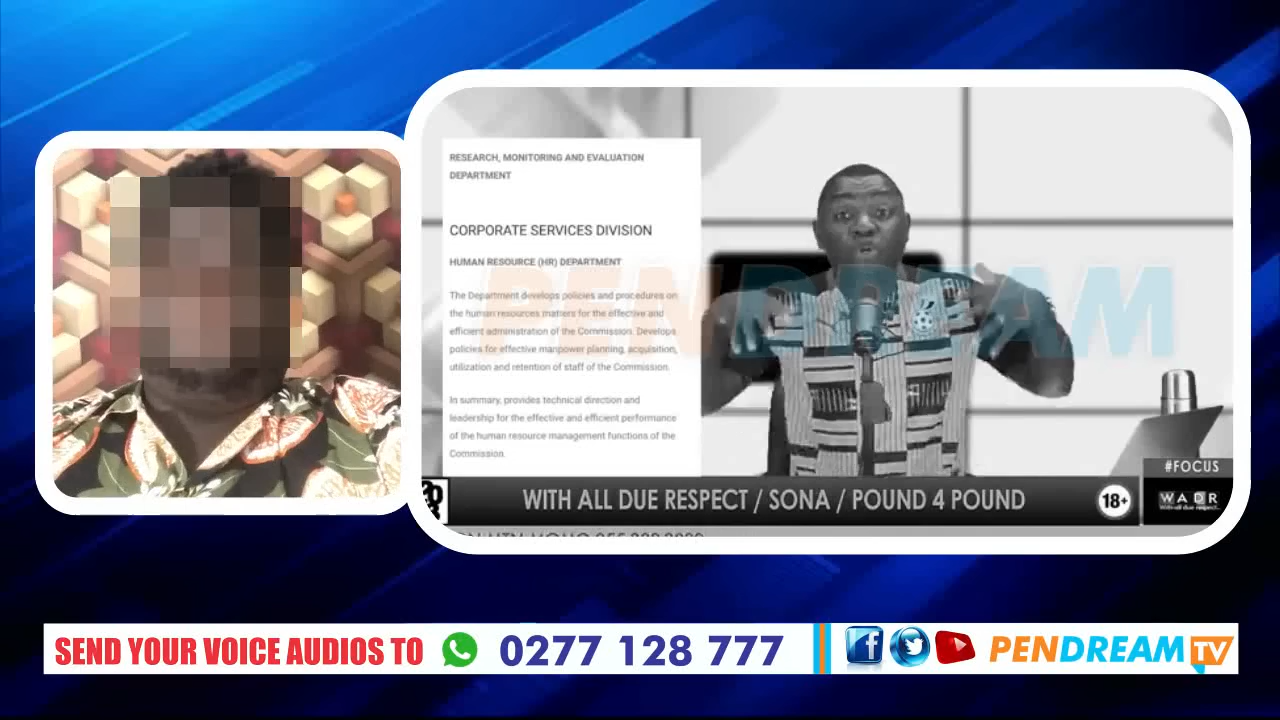 RESEARCH, MONITORING AND EVALUATION
DEPARTMENT
CORPORATE SERVICES DIVISION
HUMAN RESOURCE (HR) DEPARTMENT
The Department develops policies and procedures on
the human resources matters for the effective and
efficient administration of the Commission. Develops
policies for effective manpower planning, acquisition,
utilization and retention of staff of the Commission.
In summary, provides technical direction and
leadership for the effective and efficient performance
of the human resource management functions of the
Commission.
PENDREAM
#FOCUS
WITH ALL DUE RESPECT / SONA / POUND 4 POUND
18+
WADR
With all due respect...
SEND YOUR VOICE AUDIOS TO 0277 128 777
PENDREAM TV